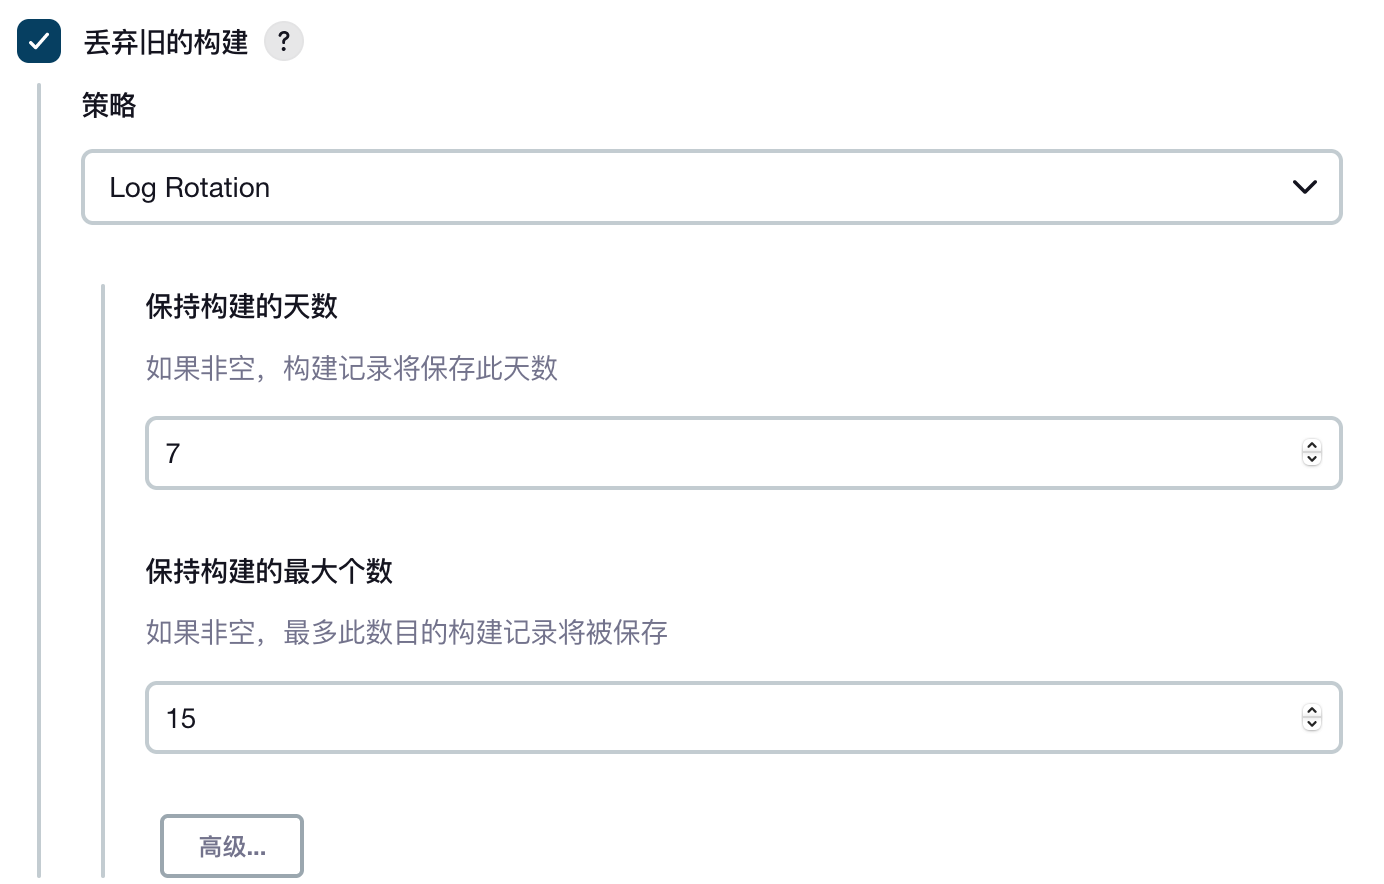 丢弃旧的构建 ?
策略
Log Rotation
保持构建的天数
如果非空，构建记录将保存此天数
7
保持构建的最大个数
如果非空，最多此数目的构建记录将被保存
15
高级...